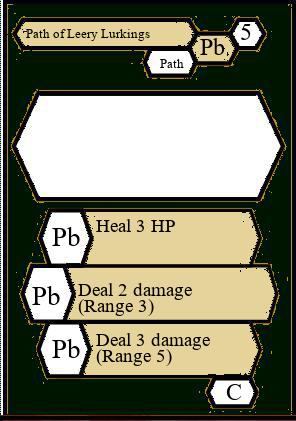 Path of Leery Lurkings
Pb
5
Path
Pb
Heal 3 HP
Pb
Deal 2 damage
(Range 3)
Pb
Deal 3 damage
(Range 5)
C